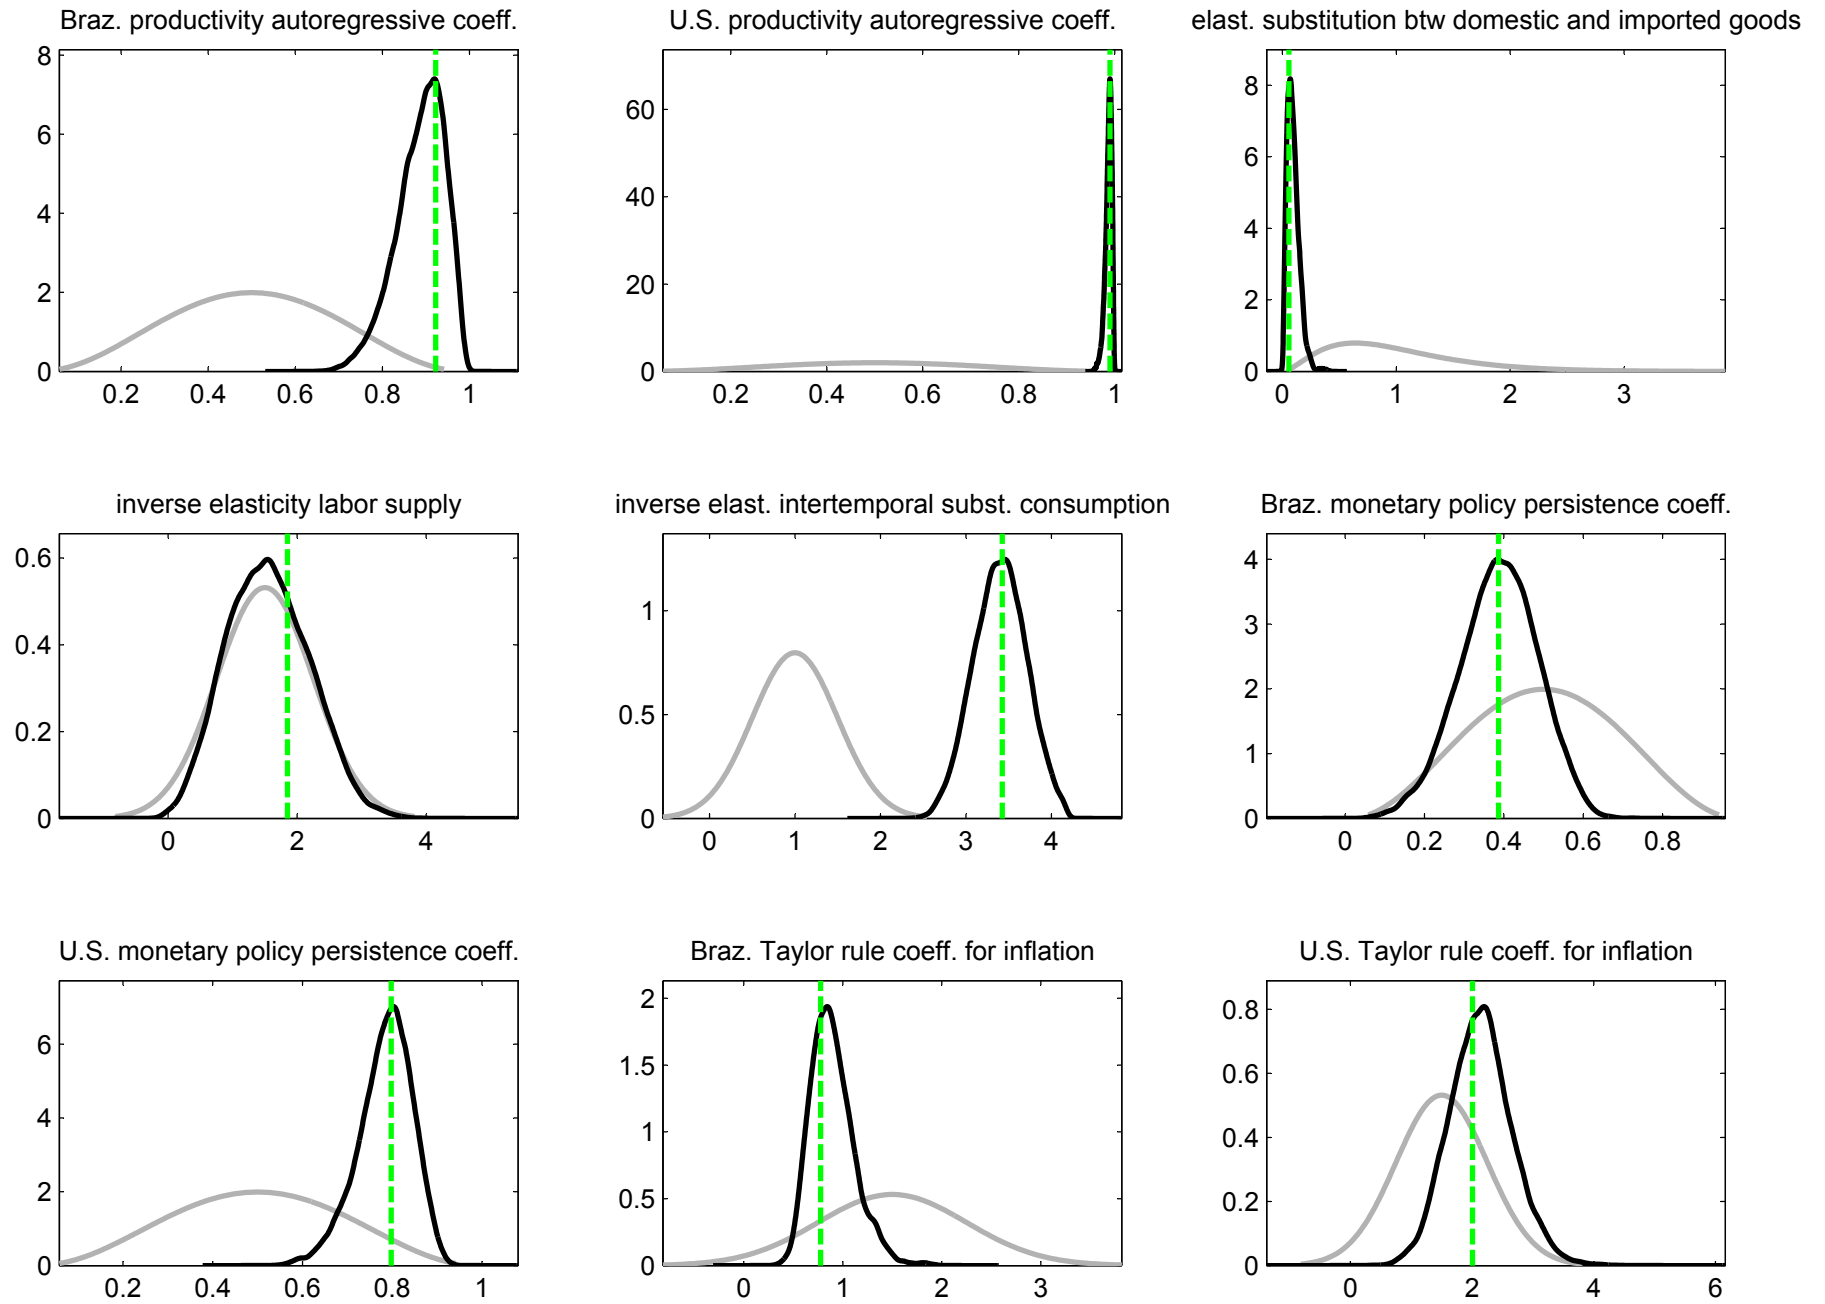 Braz. productivity autoregressive coeff.
8
6
4
2
0
0.2 0.4 0.6 0.8 1
U.S. productivity autoregressive coeff.
60
40
20
0
0.2 0.4 0.6 0.8 1
elast. substitution btw domestic and imported goods
8
6
4
2
0
0 1 2 3
inverse elasticity labor supply
0.6
0.4
0.2
0
0 2 4
inverse elast. intertemporal subst. consumption
1
0.5
0
0 1 2 3 4
Braz. monetary policy persistence coeff.
4
3
2
1
0
0 0.2 0.4 0.6 0.8
U.S. monetary policy persistence coeff.
6
4
2
0
0.2 0.4 0.6 0.8 1
Braz. Taylor rule coeff. for inflation
2
1.5
1
0.5
0
0 1 2 3
U.S. Taylor rule coeff. for inflation
0.8
0.6
0.4
0.2
0
0 2 4 6